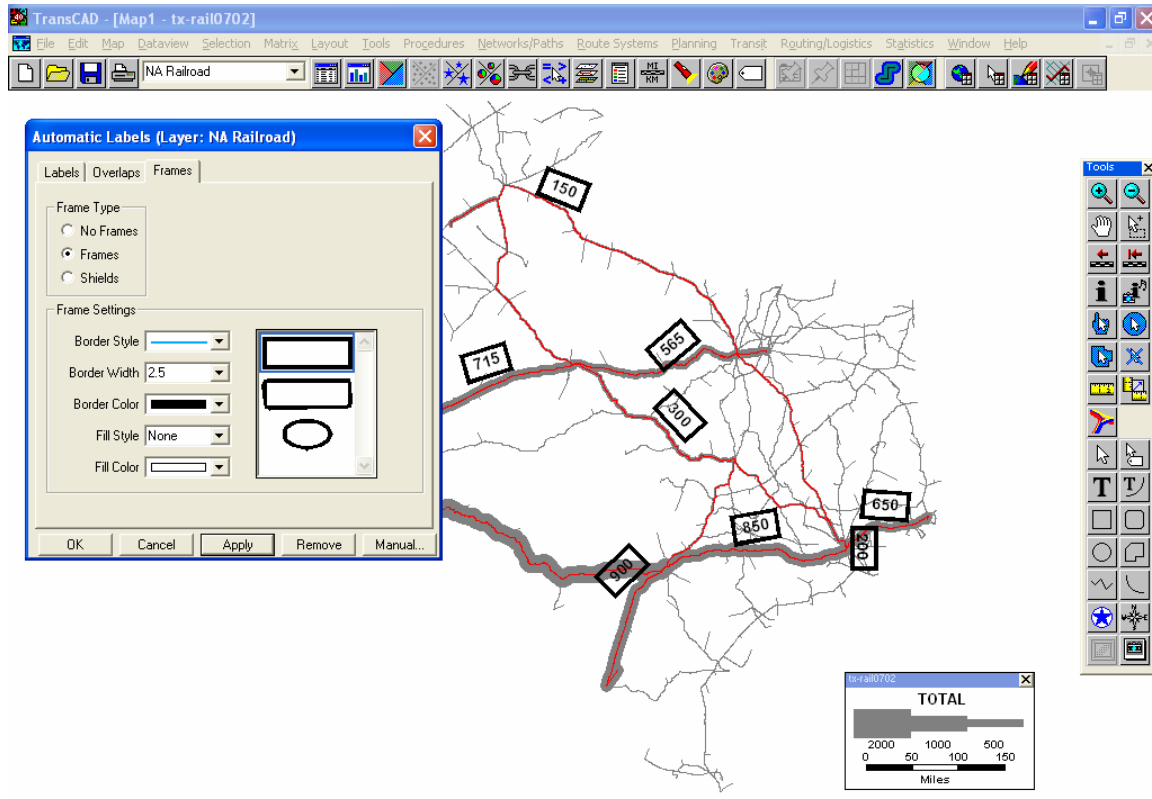 TransCAD - [Map1 - tx-rail0702]
File Edit Map Dataview Selection Matrix Layout Tools Procedures Networks/Paths Route Systems Planning Transit Routing/Logistics Statistics Window Help
NA Railroad
MI
KM
Automatic Labels (Layer: NA Railroad)
Labels Overlaps Frames
Frame Type
No Frames
Frames
Shields
Frame Settings
Border Style
Border Width 2.5
Border Color
Fill Style None
Fill Color
OK Cancel Apply Remove Manual...
150
565
715
300
650
850
200
900
Tools
T T
tx-rail0702
TOTAL
2000 1000 500
0 50 100 150
Miles